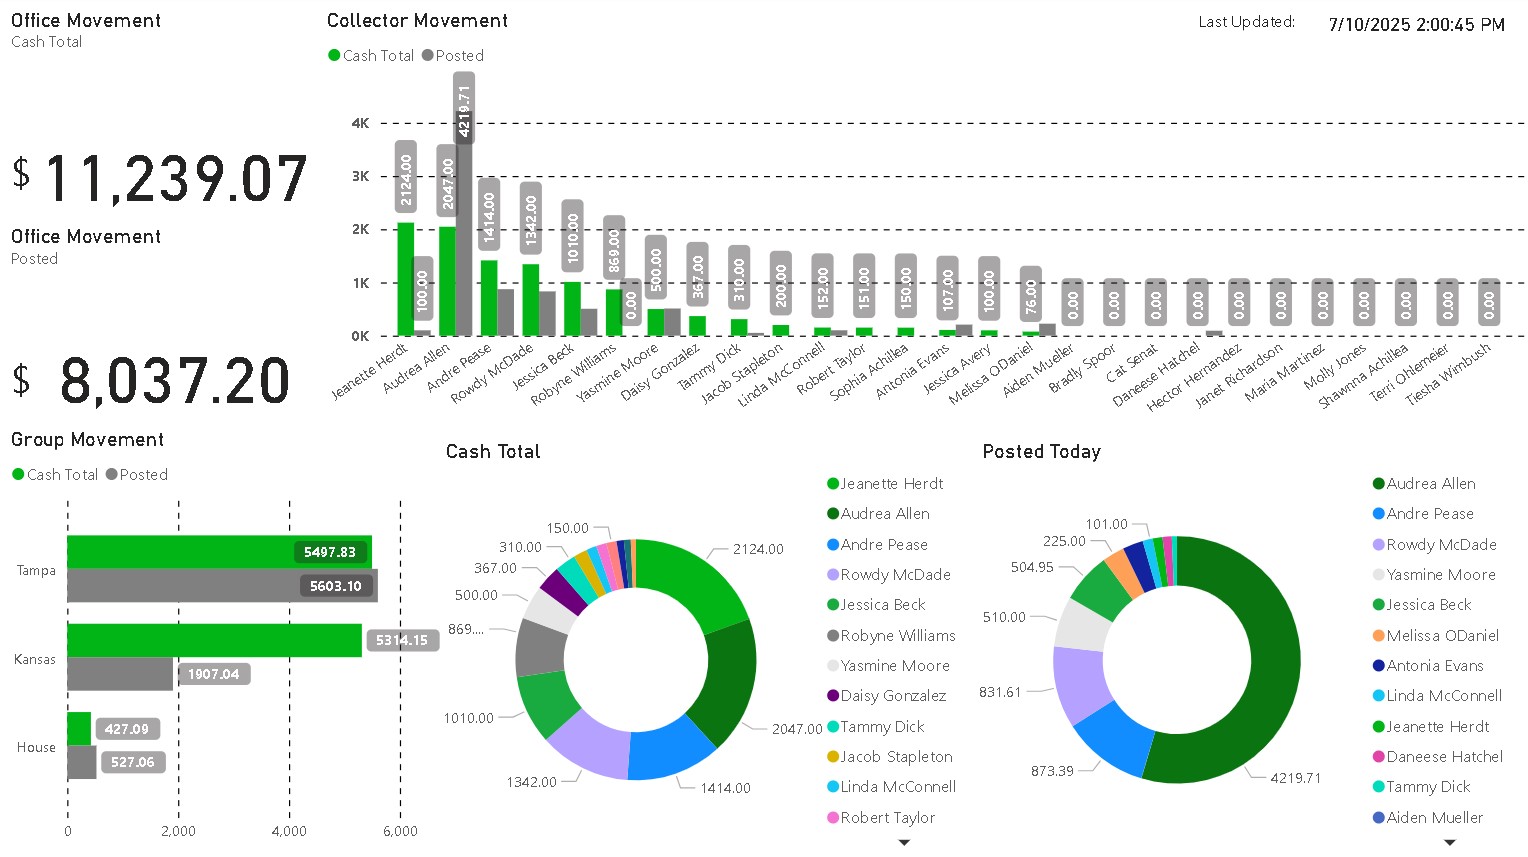 Office Movement
Cash Total
$ 11,239.07
Office Movement
Posted
$ 8,037.20
Collector Movement
Cash Total Posted
Last Updated: 7/10/2025 2:00:45 PM
4K
3K
2K
1K
0K
2124.00
100.00
2047.00
4219.71
1414.00
1342.00
1010.00
869.00
0.00
500.00
367.00
310.00
200.00
152.00
151.00
150.00
107.00
100.00
76.00
0.00
0.00
0.00
0.00
0.00
0.00
0.00
0.00
0.00
0.00
0.00
Jeanette Herdt
Audrea Allen
Andre Pease
Rowdy McDade
Jessica Beck
Robyne Williams
Yasmine Moore
Daisy Gonzalez
Tammy Dick
Jacob Stapleton
Linda McConnell
Robert Taylor
Sophia Achillea
Antonia Evans
Jessica Avery
Melissa ODaniel
Aiden Mueller
Bradly Spoor
Cat Senat
Daneese Hatchel
Hector Hernandez
Janet Richardson
Maria Martinez
Molly Jones
Shawnna Achillea
Terri Ohlemeier
Tiesha Wimbush
Group Movement
Cash Total Posted
Tampa
5497.83
5603.10
Kansas
5314.15
1907.04
House
427.09
527.06
0 2,000 4,000 6,000
Cash Total
150.00
310.00
367.00
500.00
869....
1010.00
1342.00
1414.00
2047.00
2124.00
Jeanette Herdt
Audrea Allen
Andre Pease
Rowdy McDade
Jessica Beck
Robyne Williams
Yasmine Moore
Daisy Gonzalez
Tammy Dick
Jacob Stapleton
Linda McConnell
Robert Taylor
Posted Today
101.00
225.00
504.95
510.00
831.61
873.39
4219.71
Audrea Allen
Andre Pease
Rowdy McDade
Yasmine Moore
Jessica Beck
Melissa ODaniel
Antonia Evans
Linda McConnell
Jeanette Herdt
Daneese Hatchel
Tammy Dick
Aiden Mueller